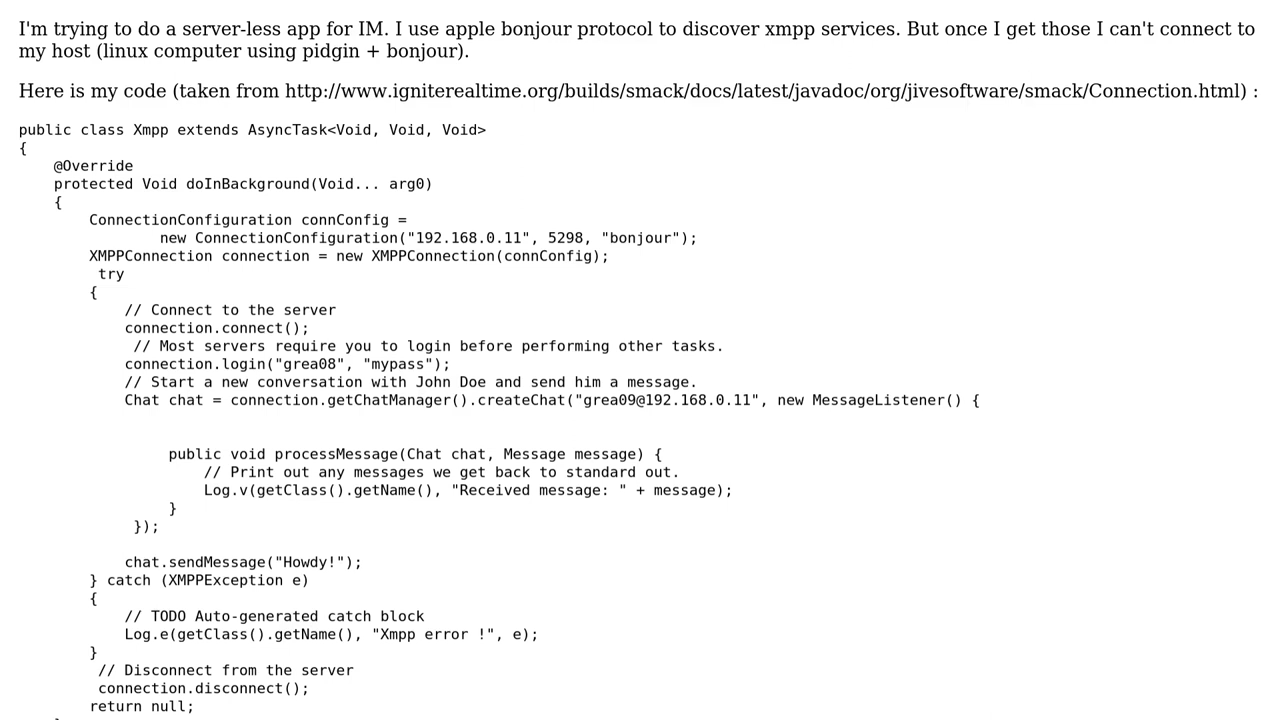 I'm trying to do a server-less app for IM. I use apple bonjour protocol to discover xmpp services. But once I get those I can't connect to
my host (linux computer using pidgin + bonjour).
Here is my code (taken from http://www.igniterealtime.org/builds/smack/docs/latest/javadoc/org/jivesoftware/smack/Connection.html) :
public class Xmpp extends AsyncTask<Void, Void, Void>
{
    @Override
    protected Void doInBackground(Void... arg0)
    {
        ConnectionConfiguration connConfig =
                new ConnectionConfiguration("192.168.0.11", 5298, "bonjour");
        XMPPConnection connection = new XMPPConnection(connConfig);
         try
        {
            // Connect to the server
            connection.connect();
             // Most servers require you to login before performing other tasks.
            connection.login("grea08", "mypass");
            // Start a new conversation with John Doe and send him a message.
            Chat chat = connection.getChatManager().createChat("grea09@192.168.0.11", new MessageListener() {
                 public void processMessage(Chat chat, Message message) {
                     // Print out any messages we get back to standard out.
                     Log.v(getClass().getName(), "Received message: " + message);
                 }
             });
            chat.sendMessage("Howdy!");
        } catch (XMPPException e)
        {
            // TODO Auto-generated catch block
            Log.e(getClass().getName(), "Xmpp error !", e);
        }
         // Disconnect from the server
         connection.disconnect();
        return null;